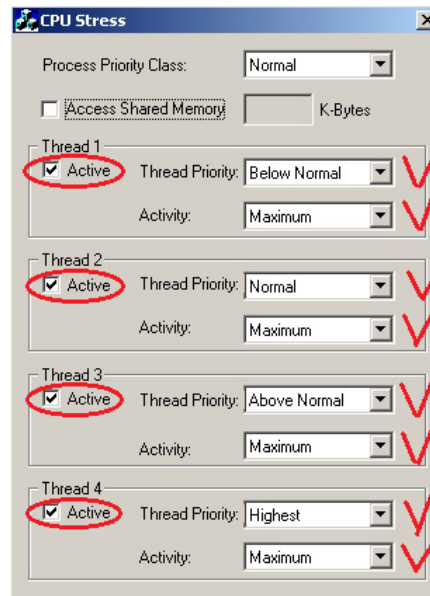 CPU Stress
Process Priority Class: Normal
Access Shared Memory K-Bytes
Thread 1
Active Thread Priority: Below Normal
Activity: Maximum
Thread 2
Active Thread Priority: Normal
Activity: Maximum
Thread 3
Active Thread Priority: Above Normal
Activity: Maximum
Thread 4
Active Thread Priority: Highest
Activity: Maximum